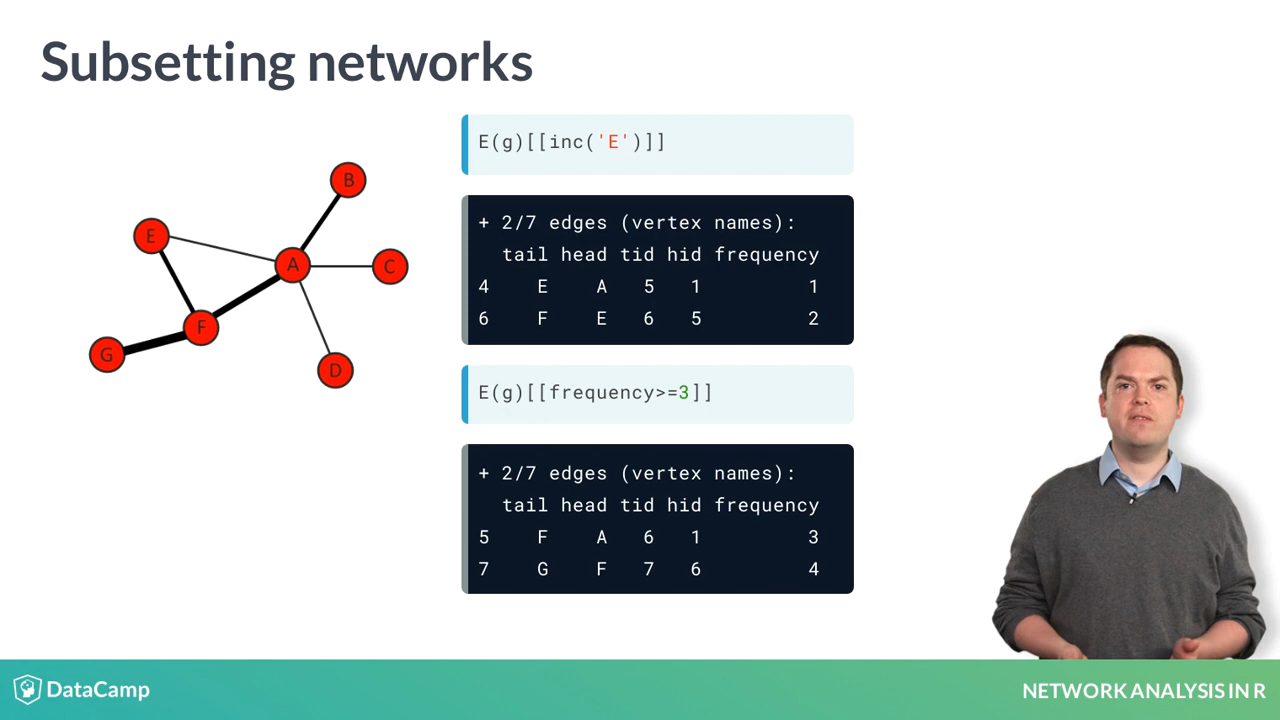 Subsetting networks
E(g)[[inc('E')]]
+ 2/7 edges (vertex names):
tail head tid hid frequency
4 E A 5 1 1
6 F E 6 5 2
E(g)[[frequency>=3]]
+ 2/7 edges (vertex names):
tail head tid hid frequency
5 F A 6 1 3
7 G F 7 6 4
B
E
A
C
F
G
D
DataCamp
NETWORK ANALYSIS IN R